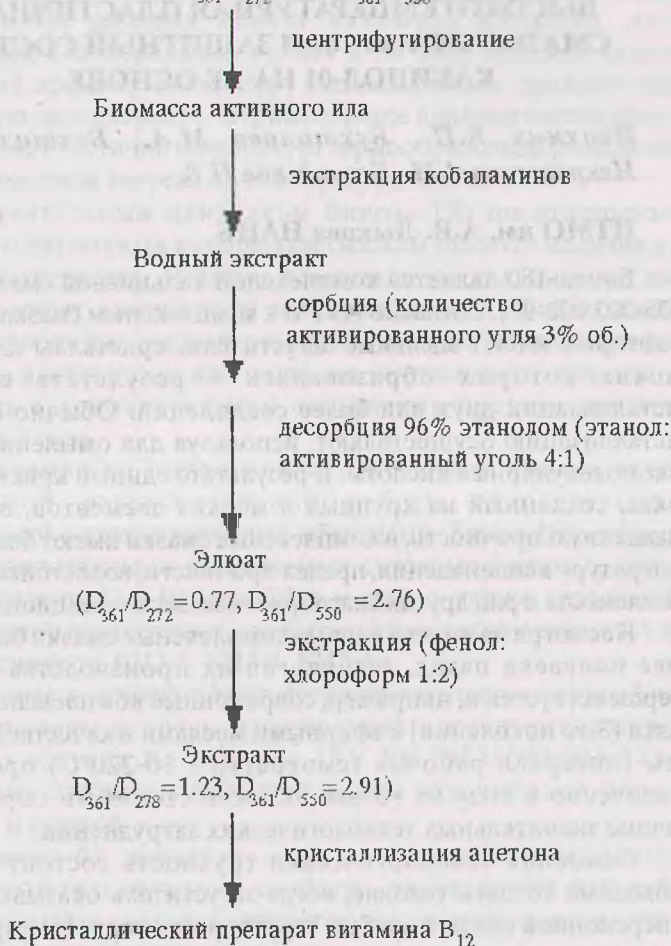 центрифугирование
Биомасса активного ила
экстракция кобаламинов
Водный экстракт
сорбция (количество
активированного угля 3% об.)
десорбция 96% этанолом (этанол:
активированный уголь 4:1)
Элюат
(D361/D272=0.77, D361/D550=2.76)
экстракция (фенол:
хлороформ 1:2)
Экстракт
D361/D278=1.23, D361/D550=2.91)
кристаллизация ацетона
Кристаллический препарат витамина B12